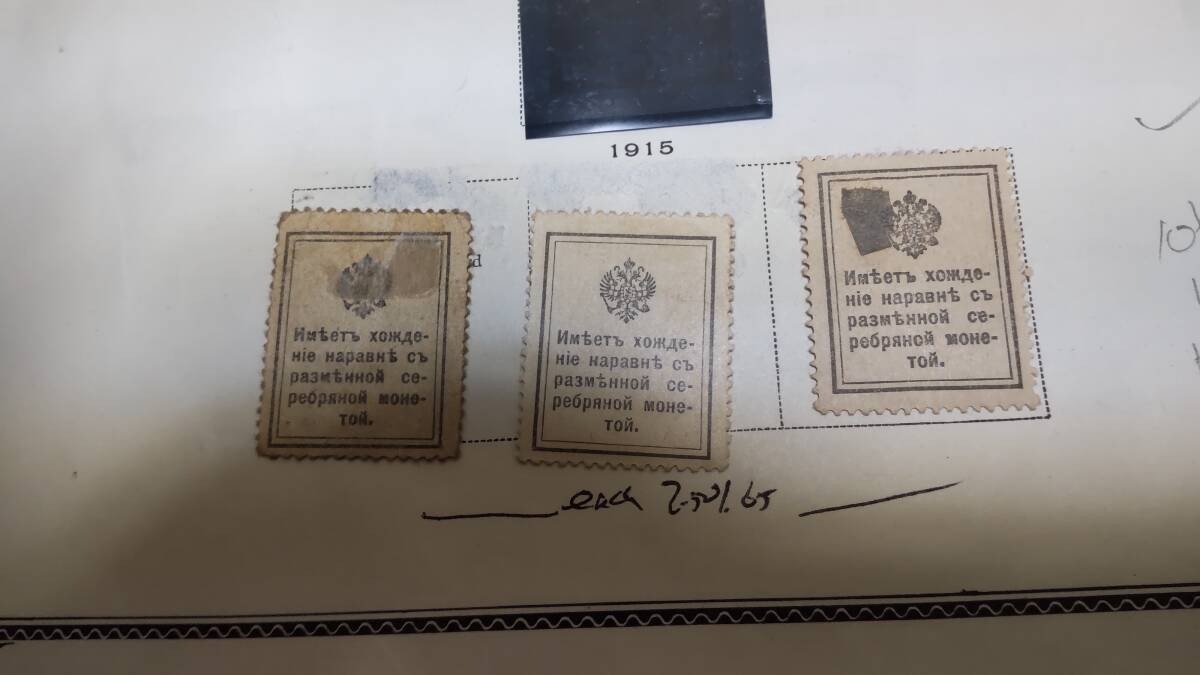 1915
d
Имѣетъ хожде-
ніе наравнѣ съ
размѣнной се-
ребряной моне-
той.
Имѣетъ хожде-
ніе наравнѣ съ
размѣнной се-
ребряной моне-
той.
Имѣетъ хожде-
ніе наравнѣ съ
размѣнной се-
ребряной моне-
той.
each